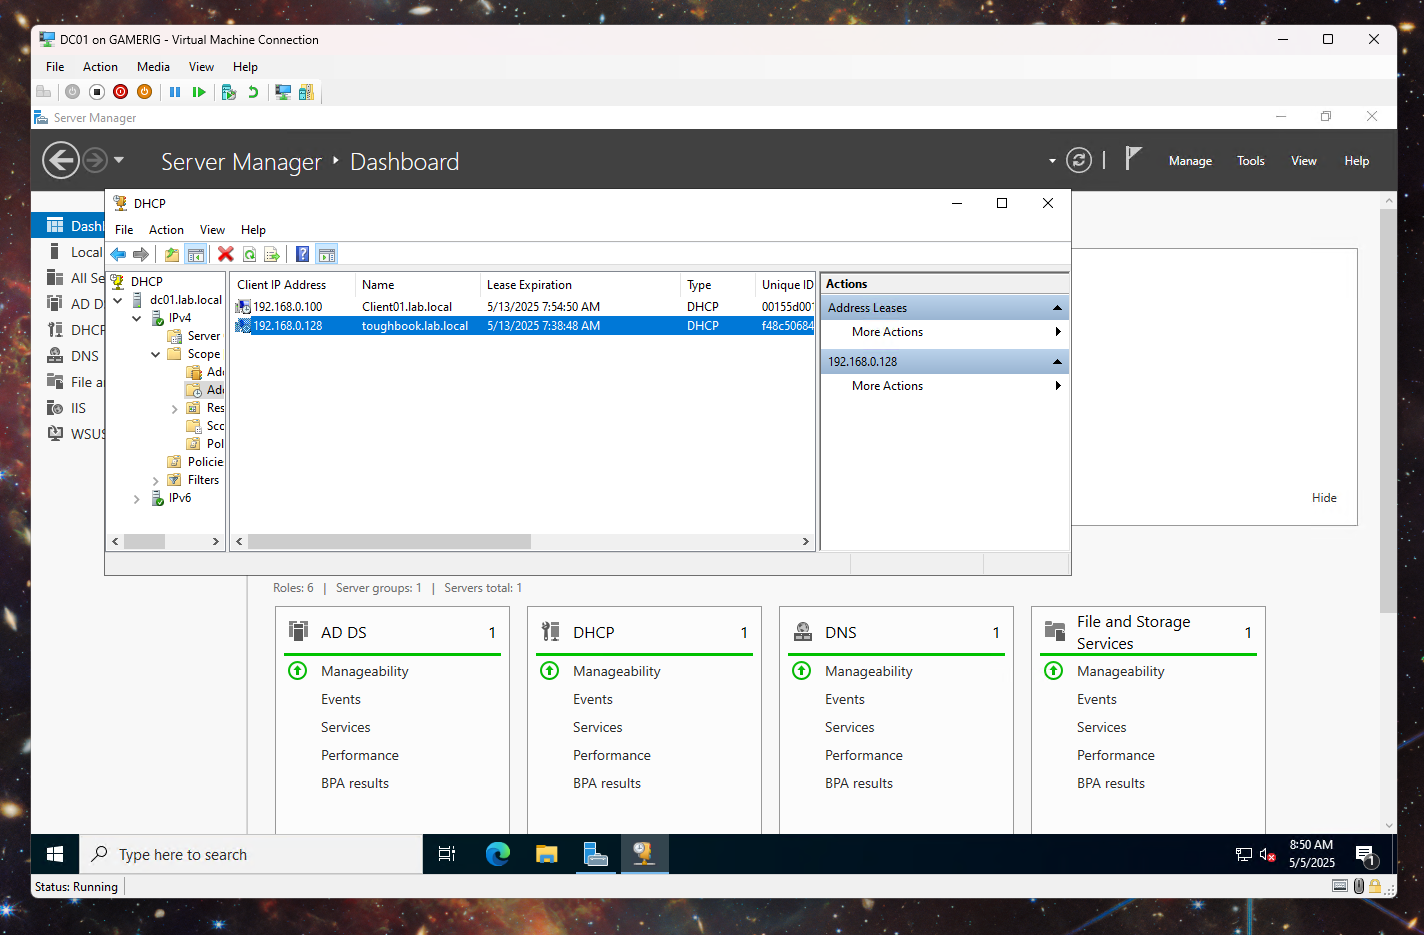 DC01 on GAMERIG - Virtual Machine Connection
File Action Media View Help
Server Manager
Server Manager Dashboard
Manage Tools View Help
Dashl
Local
All Se
AD D
DHCP
DNS
File a
IIS
WSUS
DHCP
File Action View Help
DHCP
dc01.lab.local
IPv4
Server
Scope
Add
Add
Res
Sco
Pol
Policie
Filters
IPv6
Client IP Address Name Lease Expiration Type Unique ID
192.168.0.100 Client01.lab.local 5/13/2025 7:54:50 AM DHCP 00155d00
192.168.0.128 toughbook.lab.local 5/13/2025 7:38:48 AM DHCP f48c50684
Actions
Address Leases
More Actions
192.168.0.128
More Actions
Hide
Roles: 6 | Server groups: 1 | Servers total: 1
AD DS 1
Manageability
Events
Services
Performance
BPA results
DHCP 1
Manageability
Events
Services
Performance
BPA results
DNS 1
Manageability
Events
Services
Performance
BPA results
File and Storage
Services 1
Manageability
Events
Services
Performance
BPA results
Type here to search
8:50 AM
5/5/2025
1
Status: Running